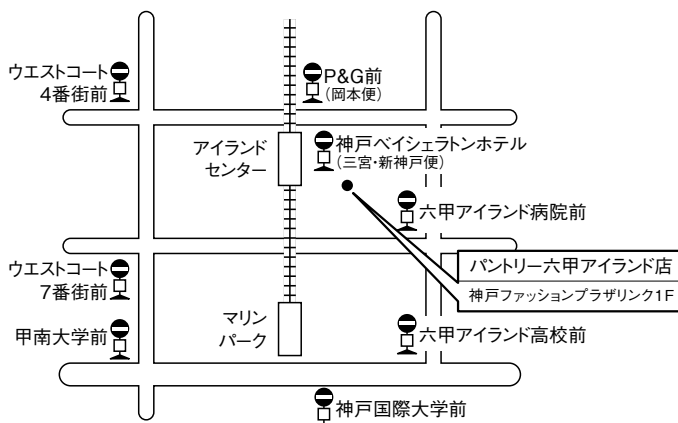 ウエストコート
4番街前
P&G前
(岡本便)
アイランド
センター
神戸ベイシェラトンホテル
(三宮・新神戸便)
六甲アイランド病院前
パントリー六甲アイランド店
神戸ファッションプラザリンク1F
ウエストコート
7番街前
甲南大学前
マリン
パーク
六甲アイランド高校前
神戸国際大学前